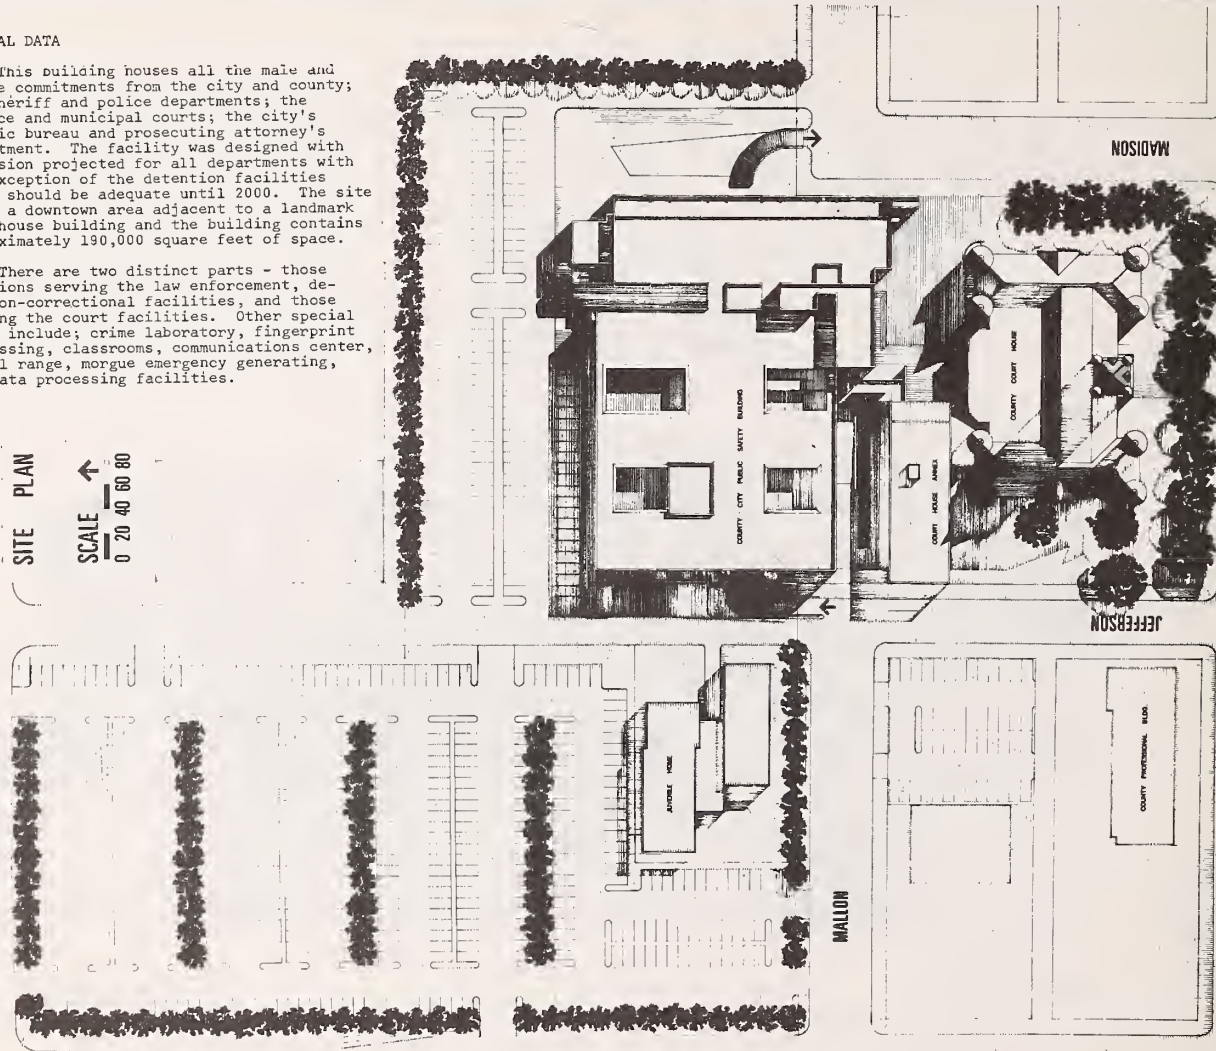 AL DATA
This building houses all the male and
e commitments from the city and county;
heriff and police departments; the
ce and municipal courts; the city's
ic bureau and prosecuting attorney's
tment. The facility was designed with
sion projected for all departments with
xception of the detention facilities
should be adequate until 2000. The site
a downtown area adjacent to a landmark
house building and the building contains
ximately 190,000 square feet of space.
There are two distinct parts - those
ions serving the law enforcement, de-
on-correctional facilities, and those
ng the court facilities. Other special
include; crime laboratory, fingerprint
ssing, classrooms, communications center,
l range, morgue emergency generating,
ata processing facilities.
SITE PLAN
SCALE
0 20 40 60 80
MADISON
COUNTY COURT HOUSE
COUNTY - CITY PUBLIC SAFETY BUILDING
COURT HOUSE ANNEX
JEFFERSON
JUVENILE HOME
COUNTY PROFESSIONAL BLDG.
MALLON